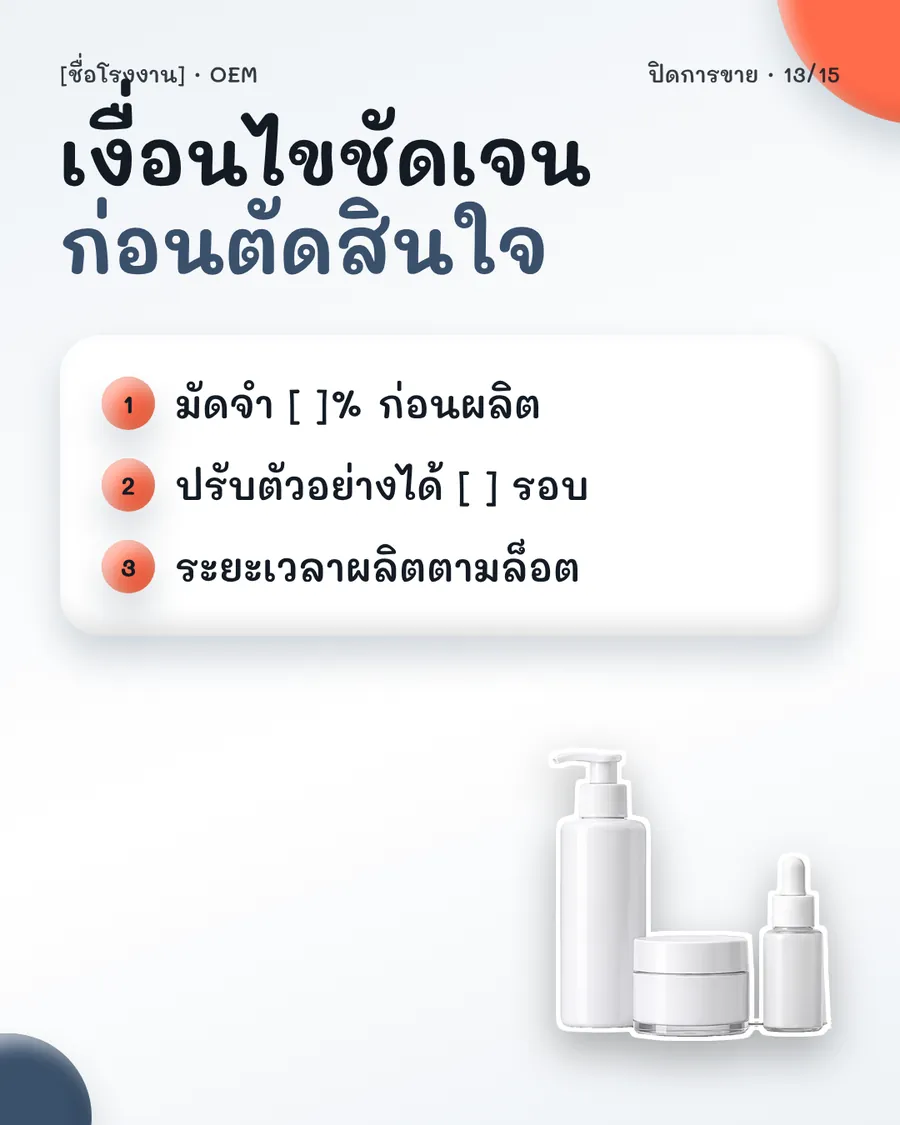 [ชื่อโรงงาน] · OEM
ปิดการขาย · 13/15
เงื่อนไขชัดเจน
ก่อนตัดสินใจ
1 มัดจำ [ ]% ก่อนผลิต
2 ปรับตัวอย่างได้ [ ] รอบ
3 ระยะเวลาผลิตตามล็อต